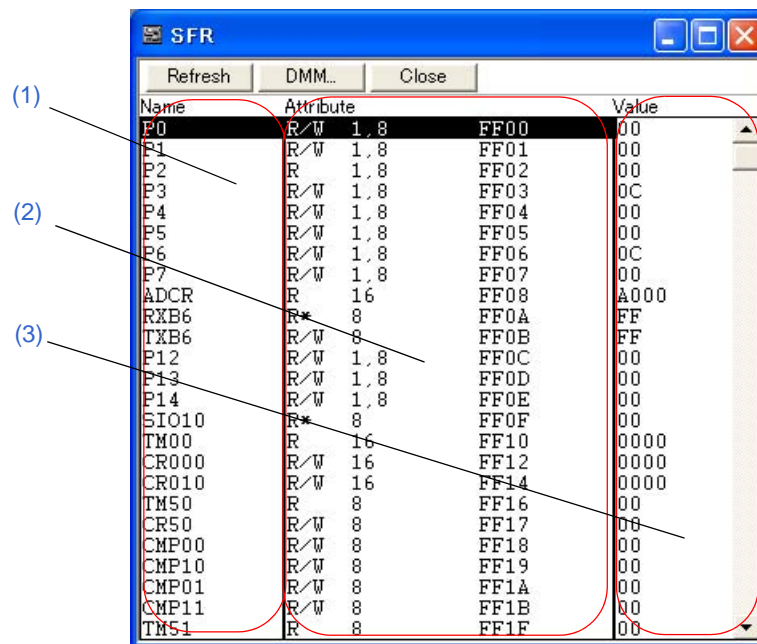 SFR
Refresh DMM... Close
Name Attribute Value
(1)
P0 R/W 1,8 FF00 00
P1 R/W 1,8 FF01 00
P2 R 1,8 FF02 00
P3 R/W 1,8 FF03 0C
(2)
P4 R/W 1,8 FF04 00
P5 R/W 1,8 FF05 00
P6 R/W 1,8 FF06 0C
P7 R/W 1,8 FF07 00
ADCR R 16 FF08 A000
RXB6 R* 8 FF0A FF
(3)
TXB6 R/W 8 FF0B FF
P12 R/W 1,8 FF0C 00
P13 R/W 1,8 FF0D 00
P14 R/W 1,8 FF0E 00
SIO10 R* 8 FF0F 00
TM00 R 16 FF10 0000
CR000 R/W 16 FF12 0000
CR010 R/W 16 FF14 0000
TM50 R 8 FF16 00
CR50 R/W 8 FF17 00
CMP00 R/W 8 FF18 00
CMP10 R/W 8 FF19 00
CMP01 R/W 8 FF1A 00
CMP11 R/W 8 FF1B 00
TM51 R 8 FF1F 00